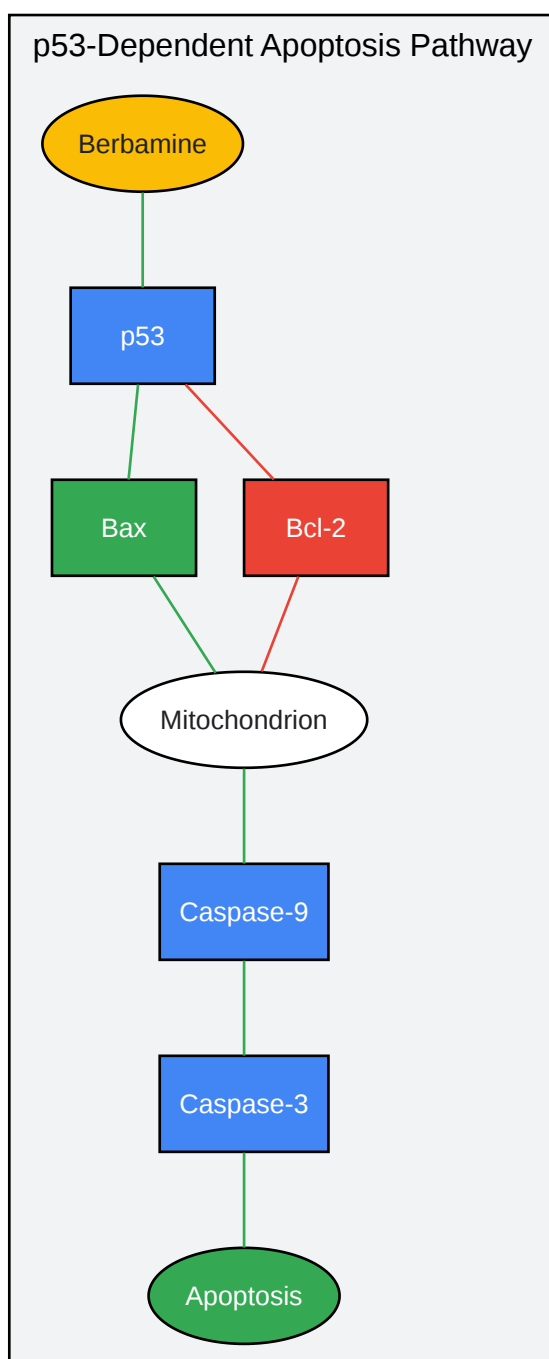 p53-Dependent Apoptosis Pathway
Berbamine
p53
Bax
Bcl-2
Mitochondrion
Caspase-9
Caspase-3
Apoptosis